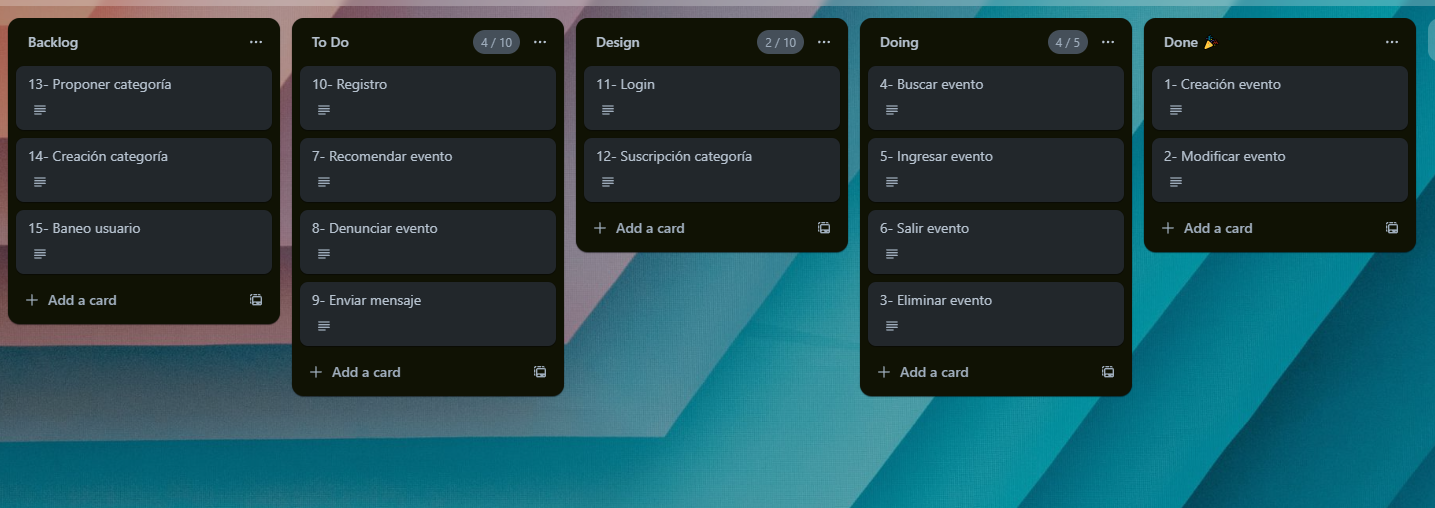 Backlog
13- Proponer categoría
14- Creación categoría
15- Baneo usuario
Add a card
To Do
4 / 10
10- Registro
7- Recomendar evento
8- Denunciar evento
9- Enviar mensaje
Add a card
Design
2 / 10
11- Login
12- Suscripción categoría
Add a card
Doing
4 / 5
4- Buscar evento
5- Ingresar evento
6- Salir evento
3- Eliminar evento
Add a card
Done 🎉
1- Creación evento
2- Modificar evento
Add a card